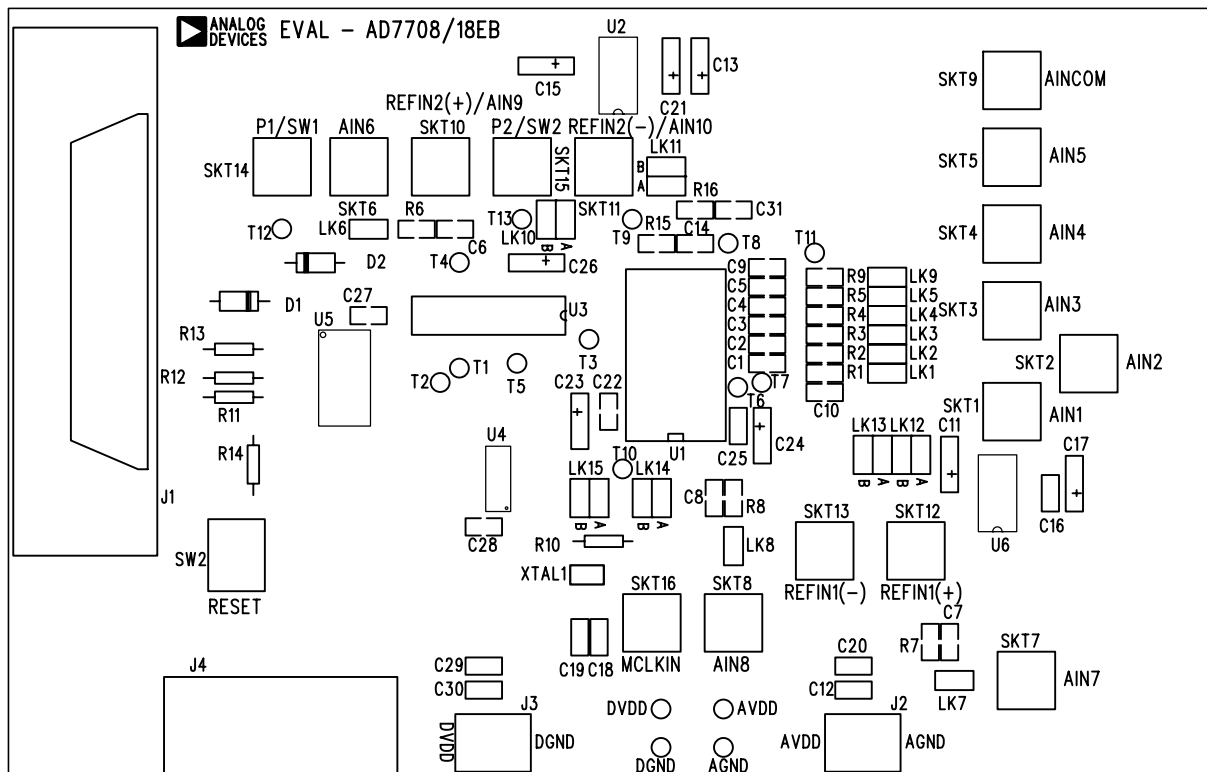 ANALOG DEVICES EVAL - AD7708/18EB
U2
C15
C21
C13
SKT9
AINCOM
REFIN2(+)/AIN9
P1/SW1
AIN6
SKT10
P2/SW2
REFIN2(-)/AIN10
SKT14
SKT15
LK11
B
A
SKT5
AIN5
SKT6
LK6
R6
C6
T12
T13
LK10
B
A
SKT11
T9
R16
C31
R15
C14
T8
T11
SKT4
AIN4
D2
T4
C26
C9
C5
C4
C3
C2
C1
R9
R5
R4
R3
R2
R1
LK9
LK5
LK4
LK3
LK2
LK1
SKT3
AIN3
D1
C27
U5
U3
R13
R12
R11
T3
T2
T1
T5
T7
T6
C10
SKT2
AIN2
SKT1
AIN1
C23
C22
R14
U4
T10
U1
C25
C24
LK13
LK12
C11
C17
B
A
B
A
J1
LK15
LK14
B
A
B
A
C8
R8
C16
U6
C28
R10
LK8
SKT13
SKT12
SW2
RESET
XTAL1
SKT16
SKT8
REFIN1(-)
REFIN1(+)
C7
R7
C19
C18
MCLKIN
AIN8
SKT7
AIN7
J4
C29
C30
C20
C12
LK7
J3
DVDD
DGND
DVDD
AVDD
DGND
AGND
J2
AVDD
AGND